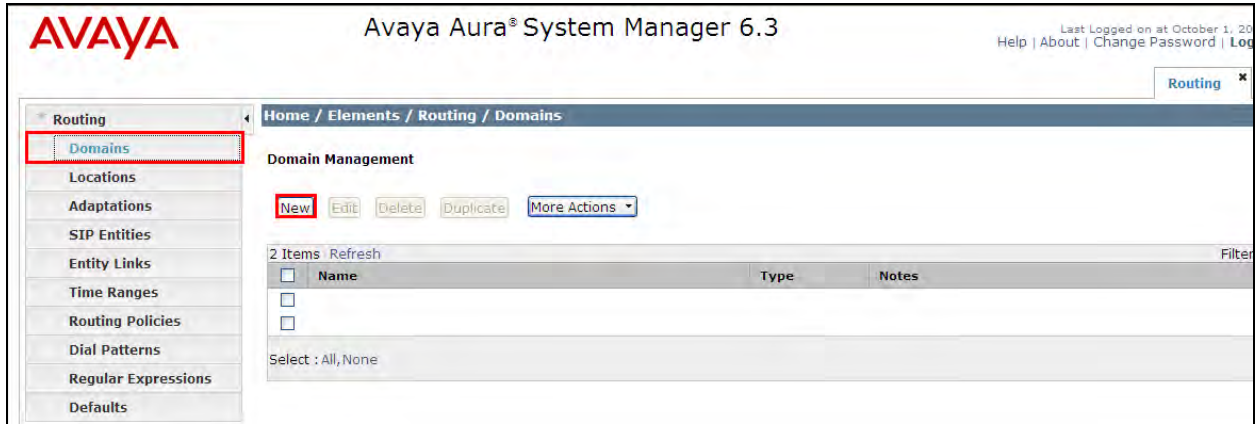 AVAYA
Avaya Aura® System Manager 6.3
Last Logged on at October 1, 20
Help | About | Change Password | Log
Routing ×
Routing
Domains
Locations
Adaptations
SIP Entities
Entity Links
Time Ranges
Routing Policies
Dial Patterns
Regular Expressions
Defaults
Home / Elements / Routing / Domains
Domain Management
New Edit Delete Duplicate More Actions
2 Items Refresh Filter
Name Type Notes
Select : All, None